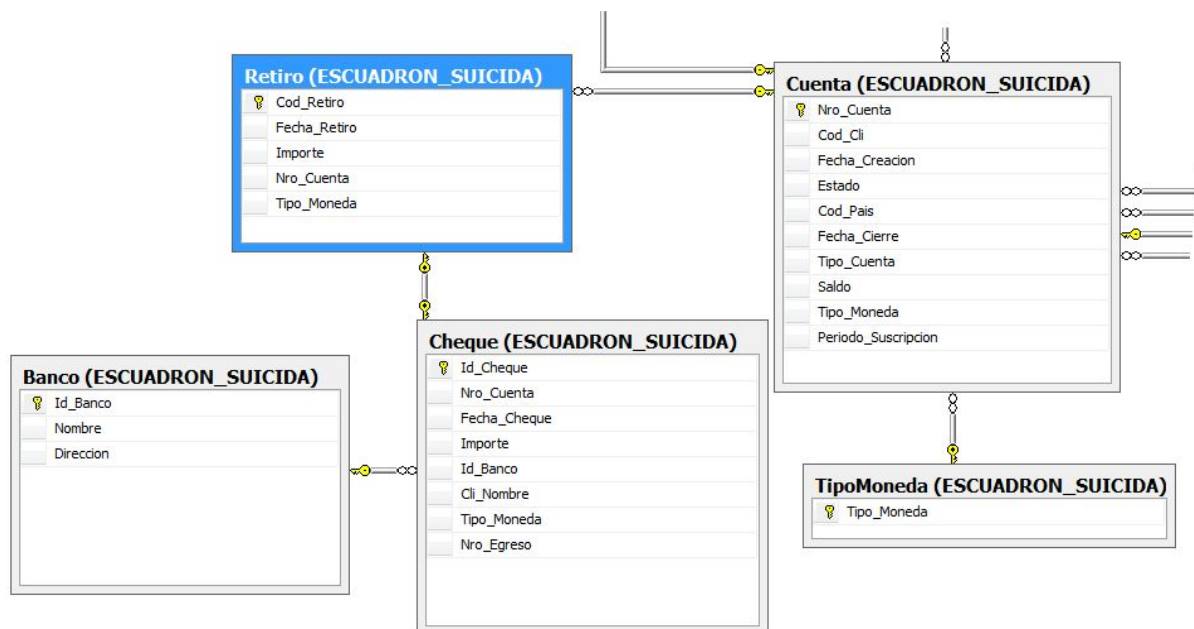 Retiro (ESCUADRON_SUICIDA)
Cod_Retiro
Fecha_Retiro
Importe
Nro_Cuenta
Tipo_Moneda
Cuenta (ESCUADRON_SUICIDA)
Nro_Cuenta
Cod_Cli
Fecha_Creacion
Estado
Cod_Pais
Fecha_Cierre
Tipo_Cuenta
Saldo
Tipo_Moneda
Periodo_Suscripcion
Banco (ESCUADRON_SUICIDA)
Id_Banco
Nombre
Direccion
Cheque (ESCUADRON_SUICIDA)
Id_Cheque
Nro_Cuenta
Fecha_Cheque
Importe
Id_Banco
Cli_Nombre
Tipo_Moneda
Nro_Egreso
TipoMoneda (ESCUADRON_SUICIDA)
Tipo_Moneda